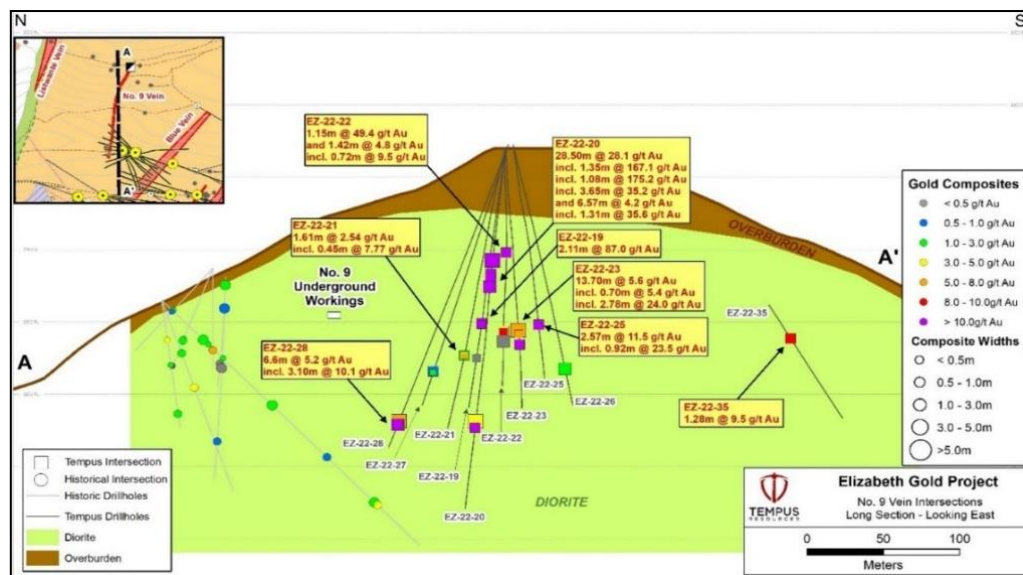 N
S
A
No. 9 Vein
Listwanite Vein
Blue Vein
A'
EZ-22-22
1.15m @ 49.4 g/t Au
and 1.42m @ 4.8 g/t Au
incl. 0.72m @ 9.5 g/t Au
EZ-22-20
28.50m @ 28.1 g/t Au
incl. 1.35m @ 167.1 g/t Au
incl. 1.08m @ 175.2 g/t Au
incl. 3.65m @ 35.2 g/t Au
and 6.57m @ 4.2 g/t Au
incl. 1.31m @ 35.6 g/t Au
EZ-22-21
1.61m @ 2.54 g/t Au
incl. 0.45m @ 7.77 g/t Au
EZ-22-19
2.11m @ 87.0 g/t Au
EZ-22-23
13.70m @ 5.6 g/t Au
incl. 0.70m @ 5.4 g/t Au
incl. 2.78m @ 24.0 g/t Au
EZ-22-25
2.57m @ 11.5 g/t Au
incl. 0.92m @ 23.5 g/t Au
EZ-22-28
6.6m @ 5.2 g/t Au
incl. 3.10m @ 10.1 g/t Au
EZ-22-35
1.28m @ 9.5 g/t Au
No. 9
Underground
Workings
OVERBURDEN
A'
A
EZ-22-35
EZ-22-25
EZ-22-26
EZ-22-23
EZ-22-22
EZ-22-21
EZ-22-28
EZ-22-27
EZ-22-19
EZ-22-20
DIORITE
Gold Composites
< 0.5 g/t Au
0.5 - 1.0 g/t Au
1.0 - 3.0 g/t Au
3.0 - 5.0 g/t Au
5.0 - 8.0 g/t Au
8.0 - 10.0g/t Au
> 10.0g/t Au
Composite Widths
< 0.5m
0.5 - 1.0m
1.0 - 3.0m
3.0 - 5.0m
>5.0m
Tempus Intersection
Historical Intersection
Historic Drillholes
Tempus Drillholes
Diorite
Overburden
TEMPUS
RESOURCES
Elizabeth Gold Project
No. 9 Vein Intersections
Long Section - Looking East
0 50 100
Meters